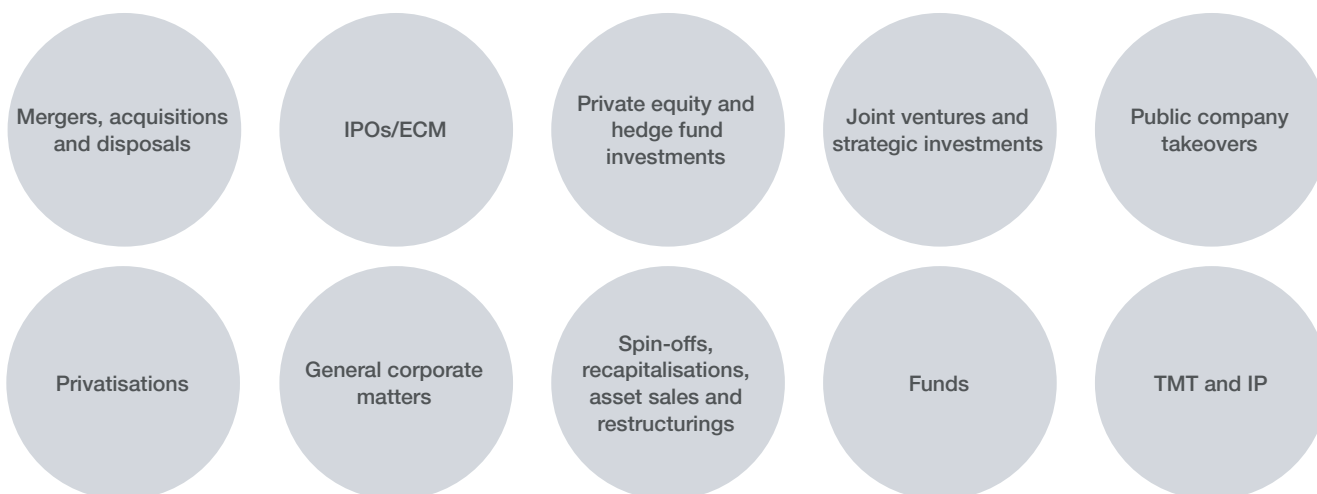 Mergers, acquisitions
and disposals
IPOs/ECM
Private equity and
hedge fund
investments
Joint ventures and
strategic investments
Public company
takeovers
Privatisations
General corporate
matters
Spin-offs,
recapitalisations,
asset sales and
restructurings
Funds
TMT and IP